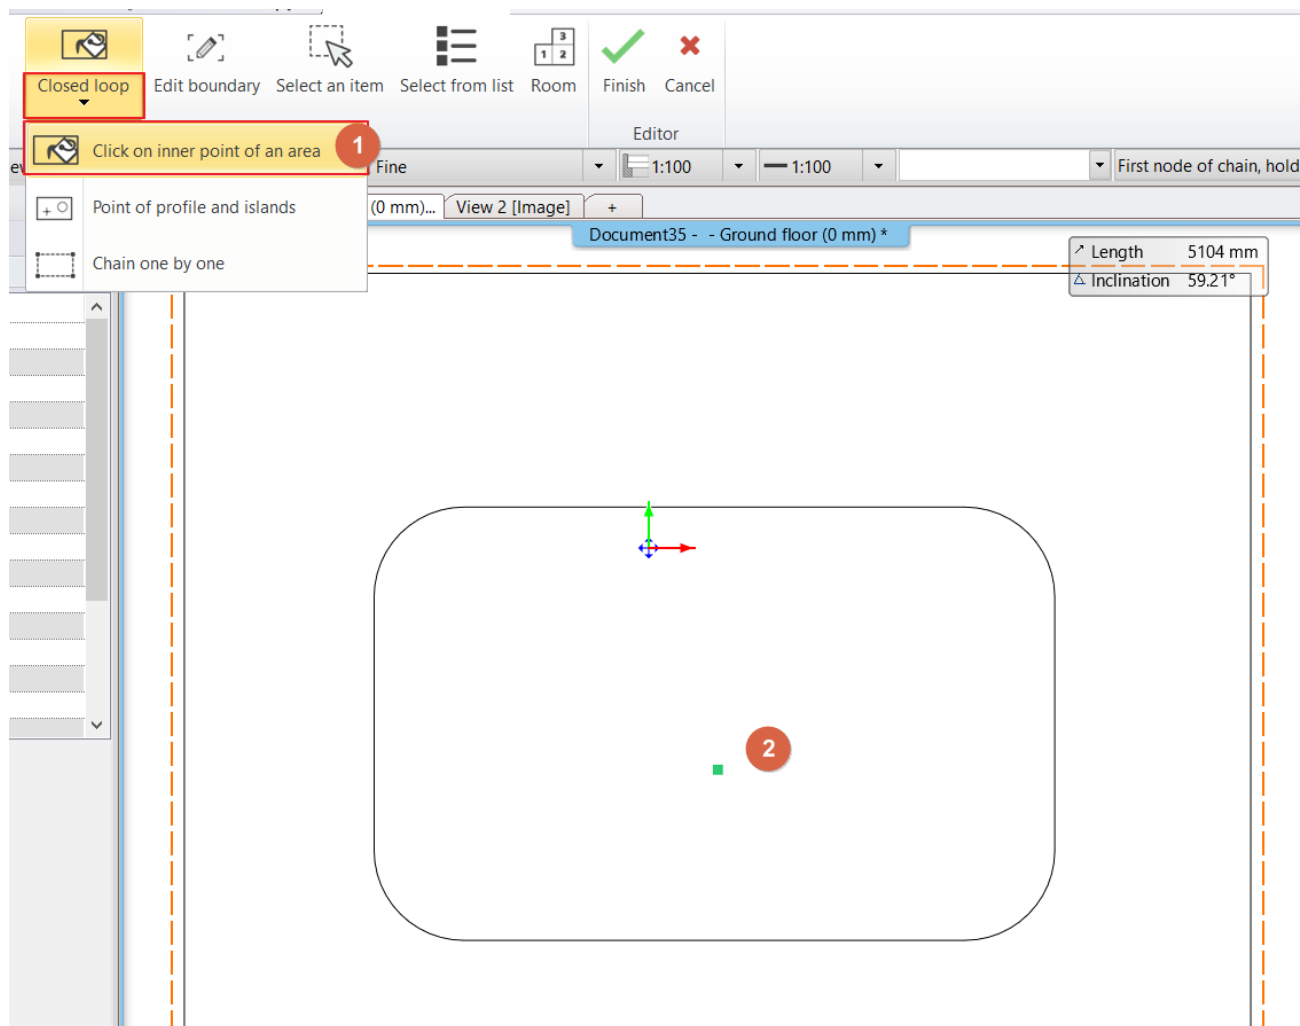 Closed loop
Edit boundary
Select an item
Select from list
3
1 2
Room
Finish
Cancel
Editor
Click on inner point of an area
1
Fine
1:100
1:100
First node of chain, hold
Point of profile and islands
(0 mm)...
View 2 [Image]
+
Document35 - - Ground floor (0 mm) *
Chain one by one
Length 5104 mm
Inclination 59.21°
2